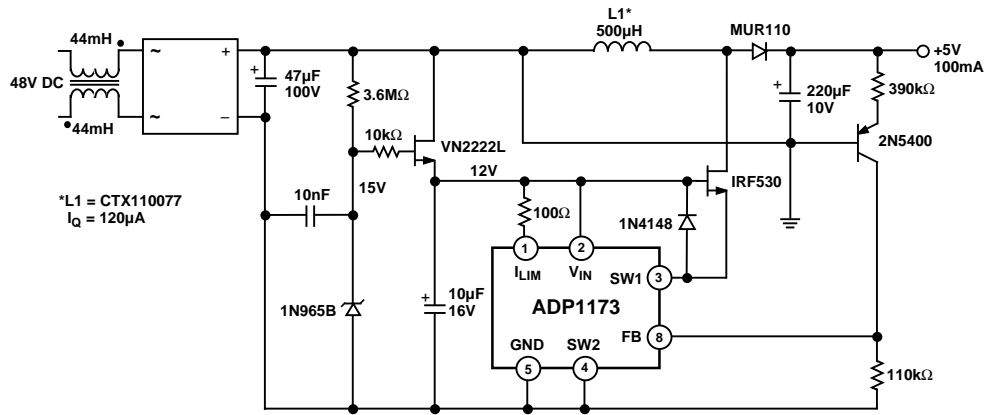 44mH
48V DC
44mH
~
~
+
–
+
47µF
100V
3.6MΩ
10kΩ
VN2222L
15V
10nF
1N965B
*L1 = CTX110077
I_Q = 120µA
12V
+
10µF
16V
100Ω
L1*
500µH
MUR110
+5V
100mA
+
220µF
10V
390kΩ
2N5400
IRF530
1N4148
1
I_LIM
2
V_IN
SW1
3
ADP1173
FB
8
GND
5
SW2
4
110kΩ